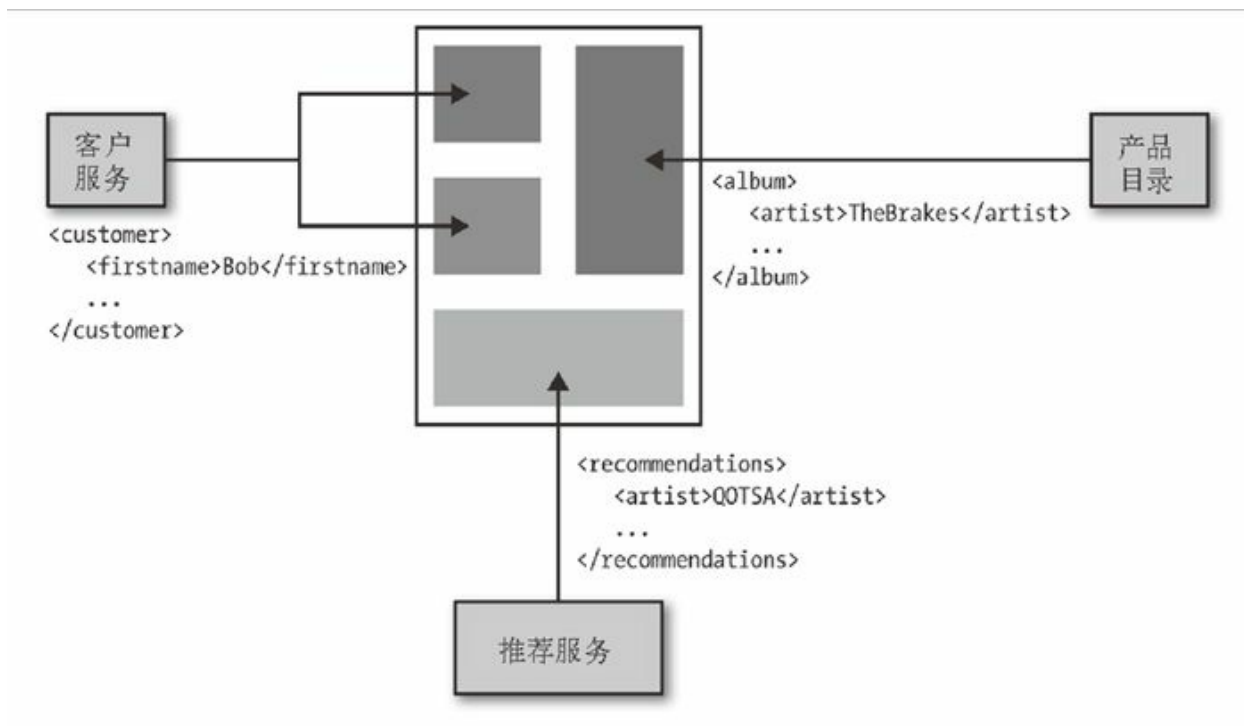 客户
服务
<customer>
<firstname>Bob</firstname>
...
</customer>
产品
目录
<album>
<artist>TheBrakes</artist>
...
</album>
<recommendations>
<artist>QOTSA</artist>
...
</recommendations>
推荐服务